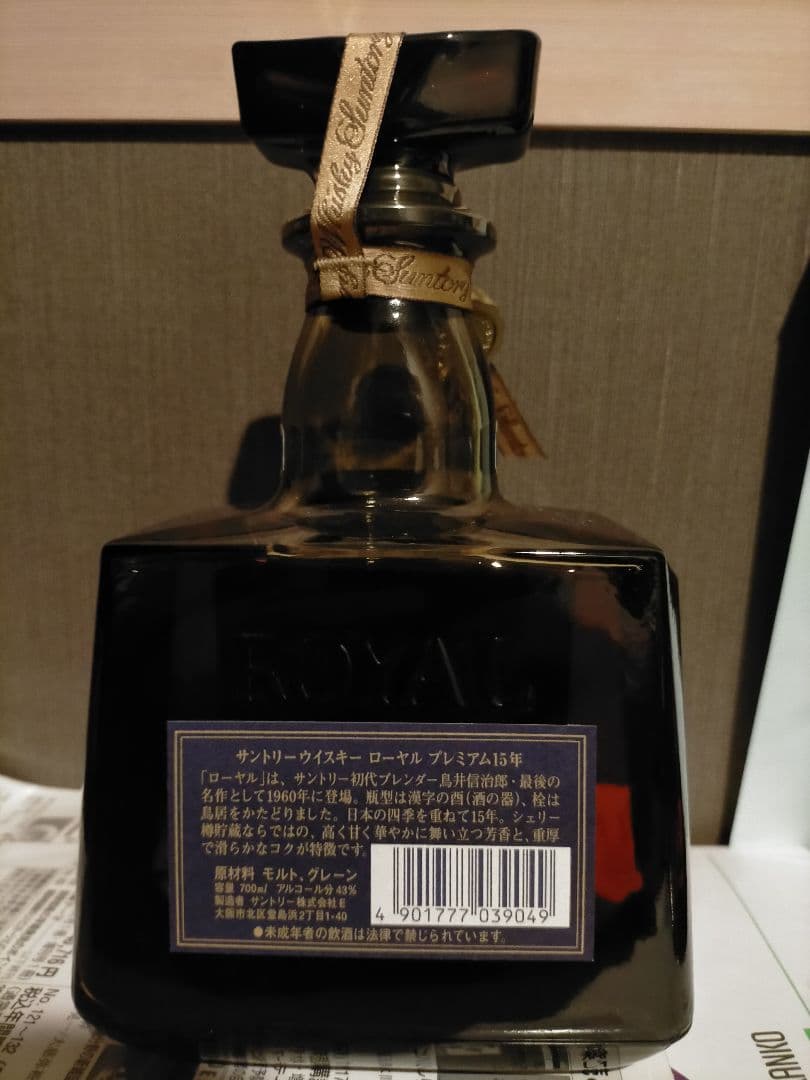 Whisky Suntory
Suntory
ROYAL
サントリーウイスキー ローヤル プレミアム15年
「ローヤル」は、サントリー初代ブレンダー鳥井信治郎・最後の
名作として1960年に登場。瓶型は漢字の酉(酒の器)、栓は
鳥居をかたどりました。日本の四季を重ねて15年。シェリー
樽貯蔵ならではの、高く甘く華やかに舞い立つ芳香と、重厚
で滑らかなコクが特徴です。
原材料 モルト、グレーン
容量 700ml アルコール分43%
製造者 サントリー株式会社E
大阪市北区堂島浜2丁目1-40
4 901777 039049
●未成年者の飲酒は法律で禁じられています。
No.121~132